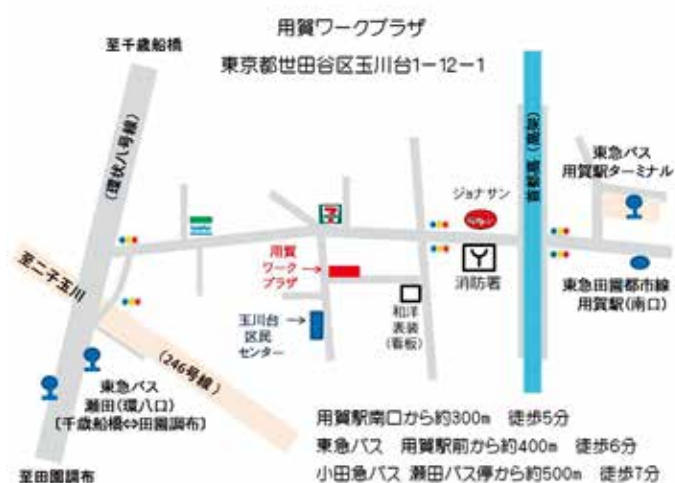 用賀ワークプラザ
東京都世田谷区玉川台1-12-1
至千歳船橋
(環状八号線)
首都高(高架)
東急バス
用賀駅ターミナル
ジョナサン
消防署
東急田園都市線
用賀駅(南口)
用賀
ワーク
プラザ
玉川台
区民
センター
和洋
表装
(看板)
至二子玉川
(246号線)
東急バス
瀬田(環八口)
[千歳船橋⇔田園調布]
至田園調布
用賀駅南口から約300m 徒歩5分
東急バス 用賀駅前から約400m 徒歩6分
小田急バス 瀬田バス停から約500m 徒歩7分